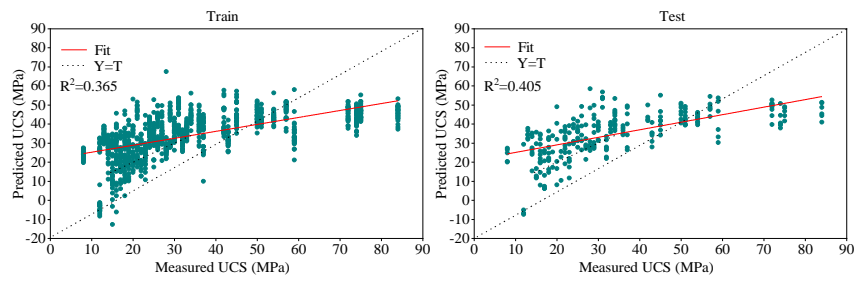 Train
Predicted UCS (MPa)
90
80
70
60
50
40
30
20
10
0
-10
-20
Fit
Y=T
R²=0.365
0 10 20 30 40 50 60 70 80 90
Measured UCS (MPa)
Test
Predicted UCS (MPa)
90
80
70
60
50
40
30
20
10
0
-10
-20
Fit
Y=T
R²=0.405
0 10 20 30 40 50 60 70 80 90
Measured UCS (MPa)